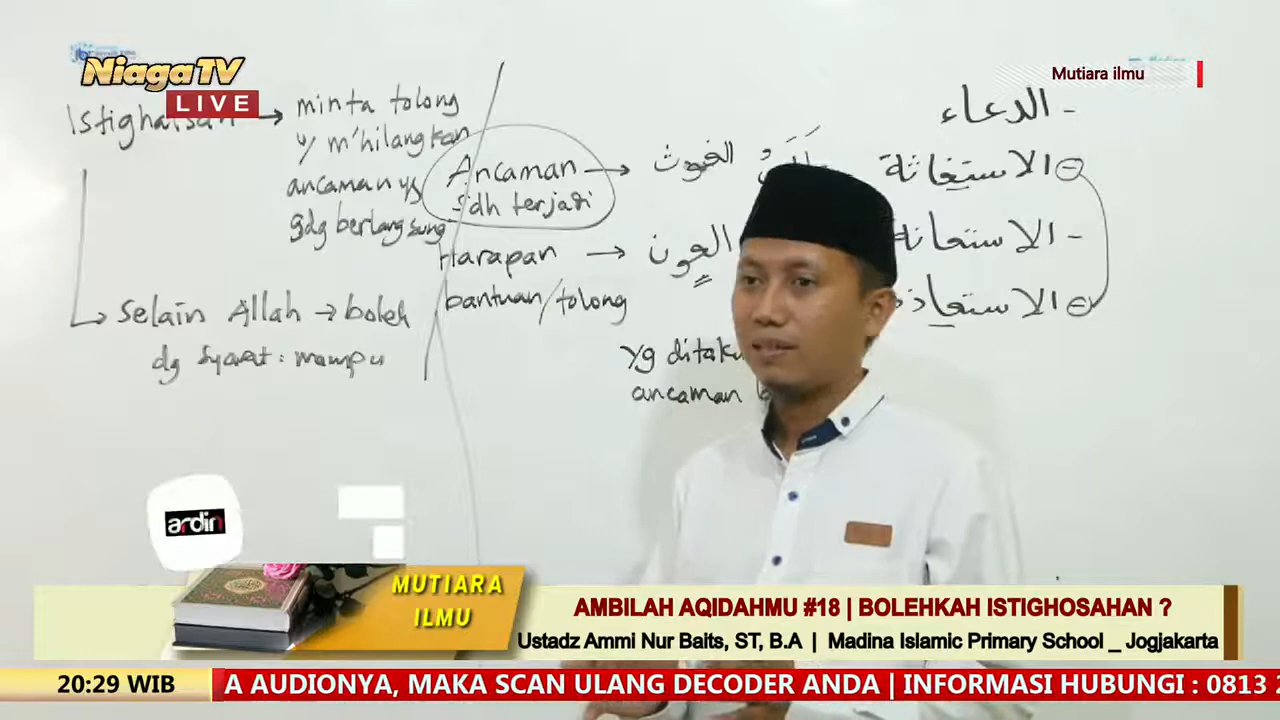 NiagaTV
LIVE
Mutiara ilmu
Istighatsah → minta tolong
u/ m'hilangkan
ancaman yg
sdg berlangsung
Selain Allah → boleh
dg syarat : mampu
Ancaman →
sdh terjadi
الغوث
Harapan → العون
bantuan/tolong
yg
ancaman
- الدعاء
الاستغاثة
- الاستعانة
ardin
MUTIARA
ILMU
AMBILAH AQIDAHMU #18 | BOLEHKAH ISTIGHOSAHAN ?
Ustadz Ammi Nur Baits, ST, B.A | Madina Islamic Primary School _ Jogjakarta
20:29 WIB
A AUDIONYA, MAKA SCAN ULANG DECODER ANDA | INFORMASI HUBUNGI : 0813